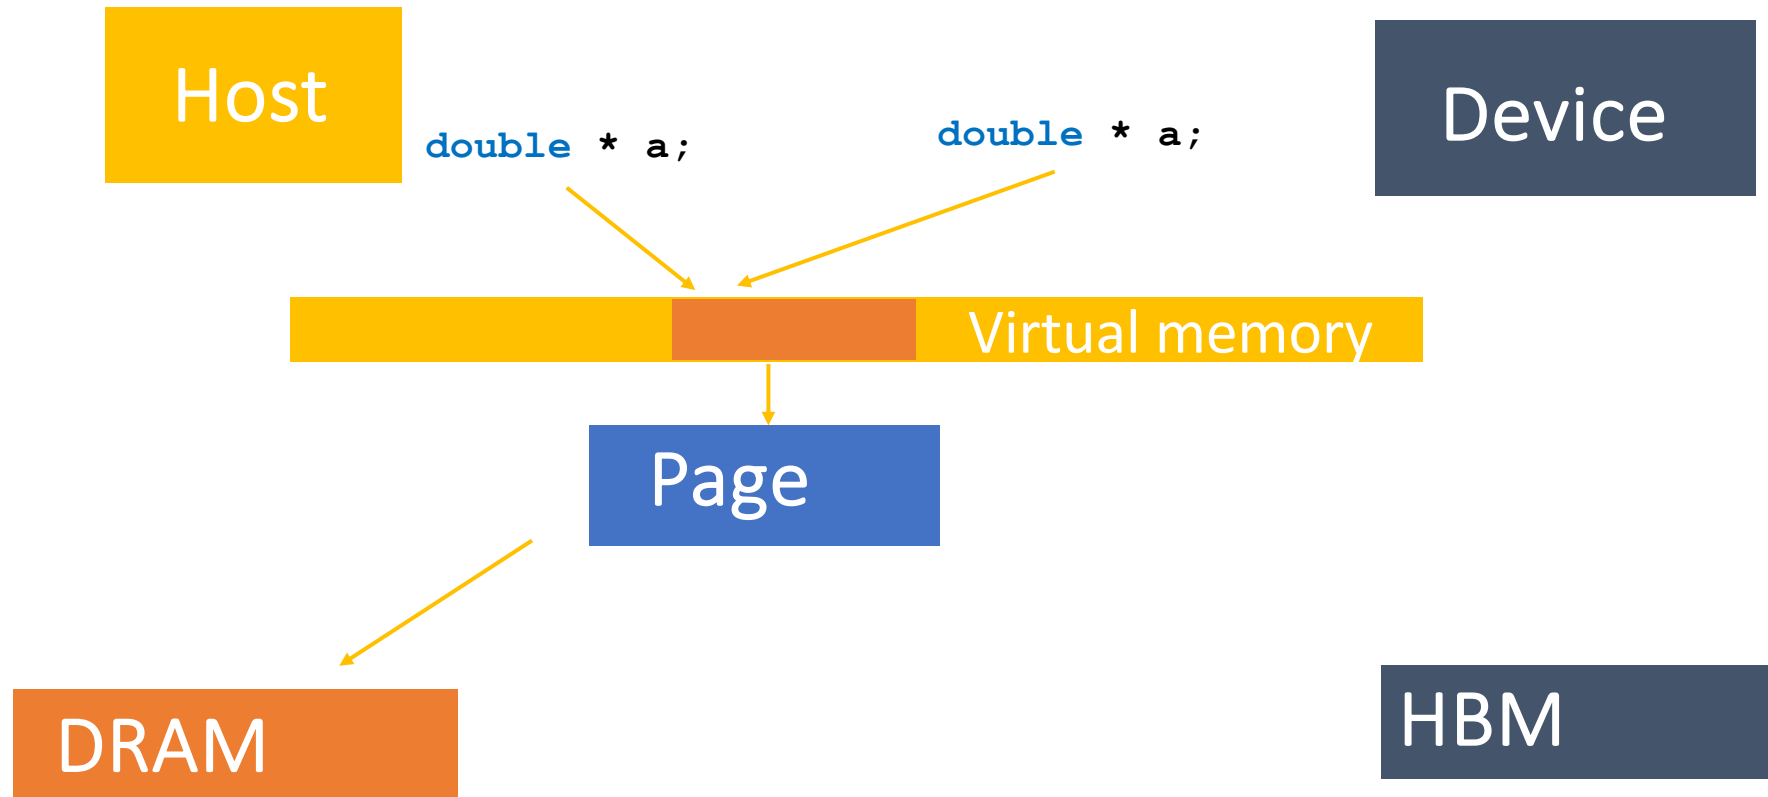 Host
double * a;
double * a;
Device
Virtual memory
Page
DRAM
HBM